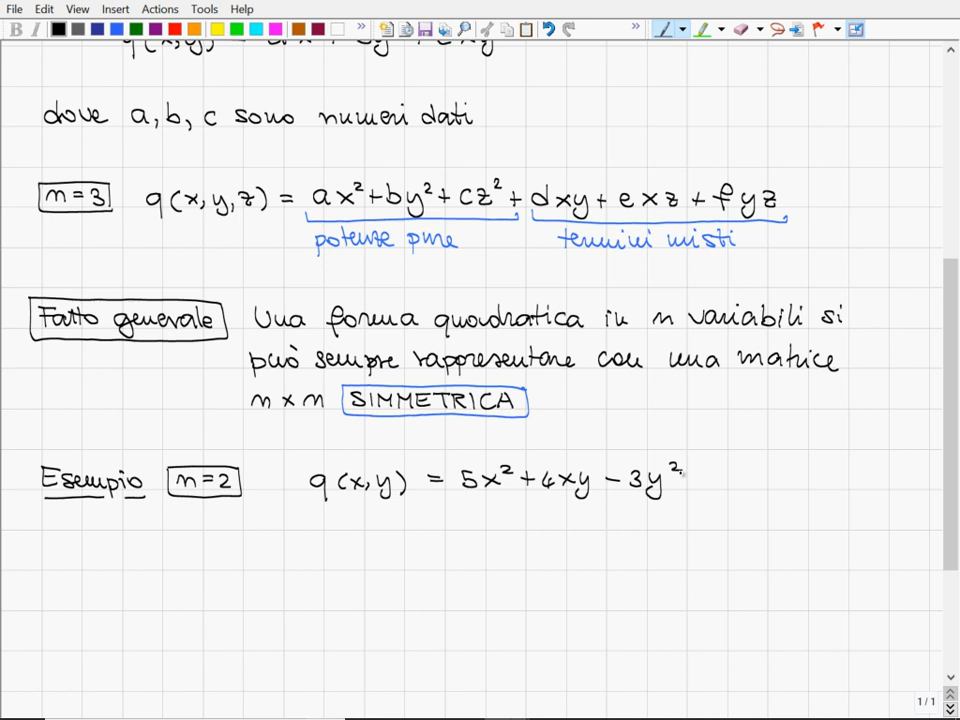 File Edit View Insert Actions Tools Help
B I
dove a, b, c sono numeri dati
n = 3 q(x,y,z) = ax² + by² + cz² + dxy + exz + fyz
potenze pure termini misti
Fatto generale Una forma quadratica in n variabili si
può sempre rappresentare con una matrice
n × n SIMMETRICA
Esempio n = 2 q(x,y) = 5x² + 4xy - 3y²
1 / 1